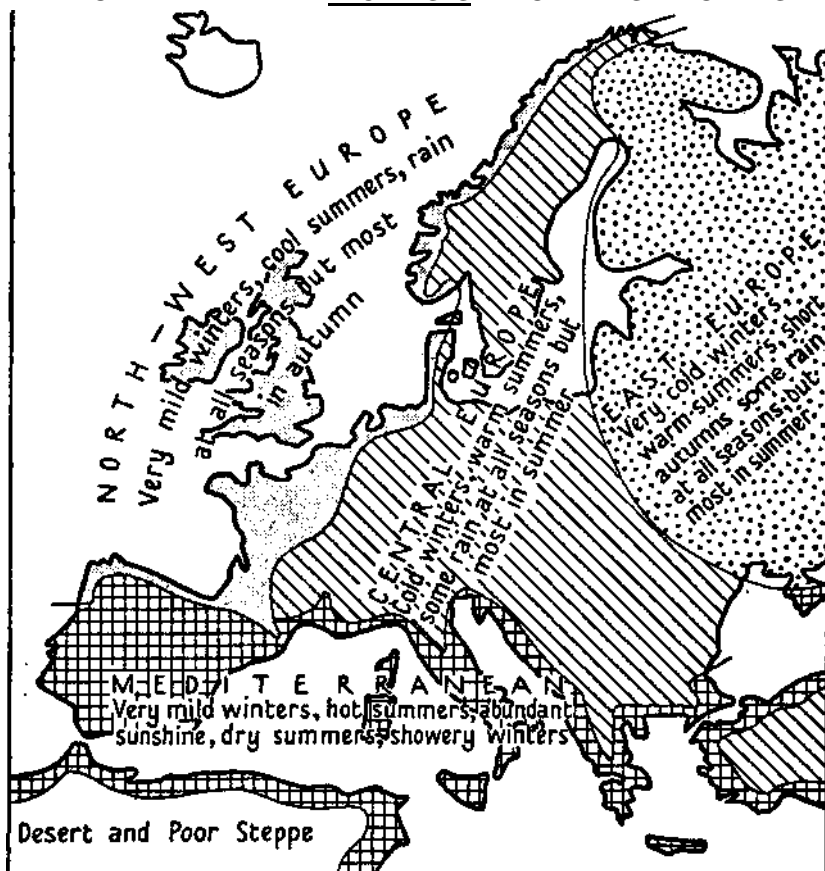 NORTH-WEST EUROPE
Very mild winters, cool summers, rain
at all seasons but most
in autumn
EAST EUROPE
Very cold winters,
warm summers, short
autumns some rain
at all seasons, but
most in summer
CENTRAL EUROPE
Cold winters, warm summers,
some rain at all seasons but
most in summer
MEDITERRANEAN
Very mild winters, hot summers, abundant
sunshine, dry summers, showery winters
Desert and Poor Steppe